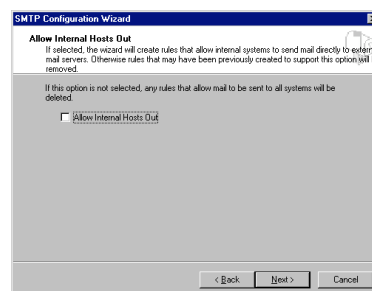 SMTP Configuration Wizard
Allow Internal Hosts Out
If selected, the wizard will create rules that allow internal systems to send mail directly to extern
mail servers. Otherwise rules that may have been previously created to support this option will
removed.
If this option is not selected, any rules that allow mail to be sent to all systems will be
deleted.
Allow Internal Hosts Out
< Back
Next >
Cancel